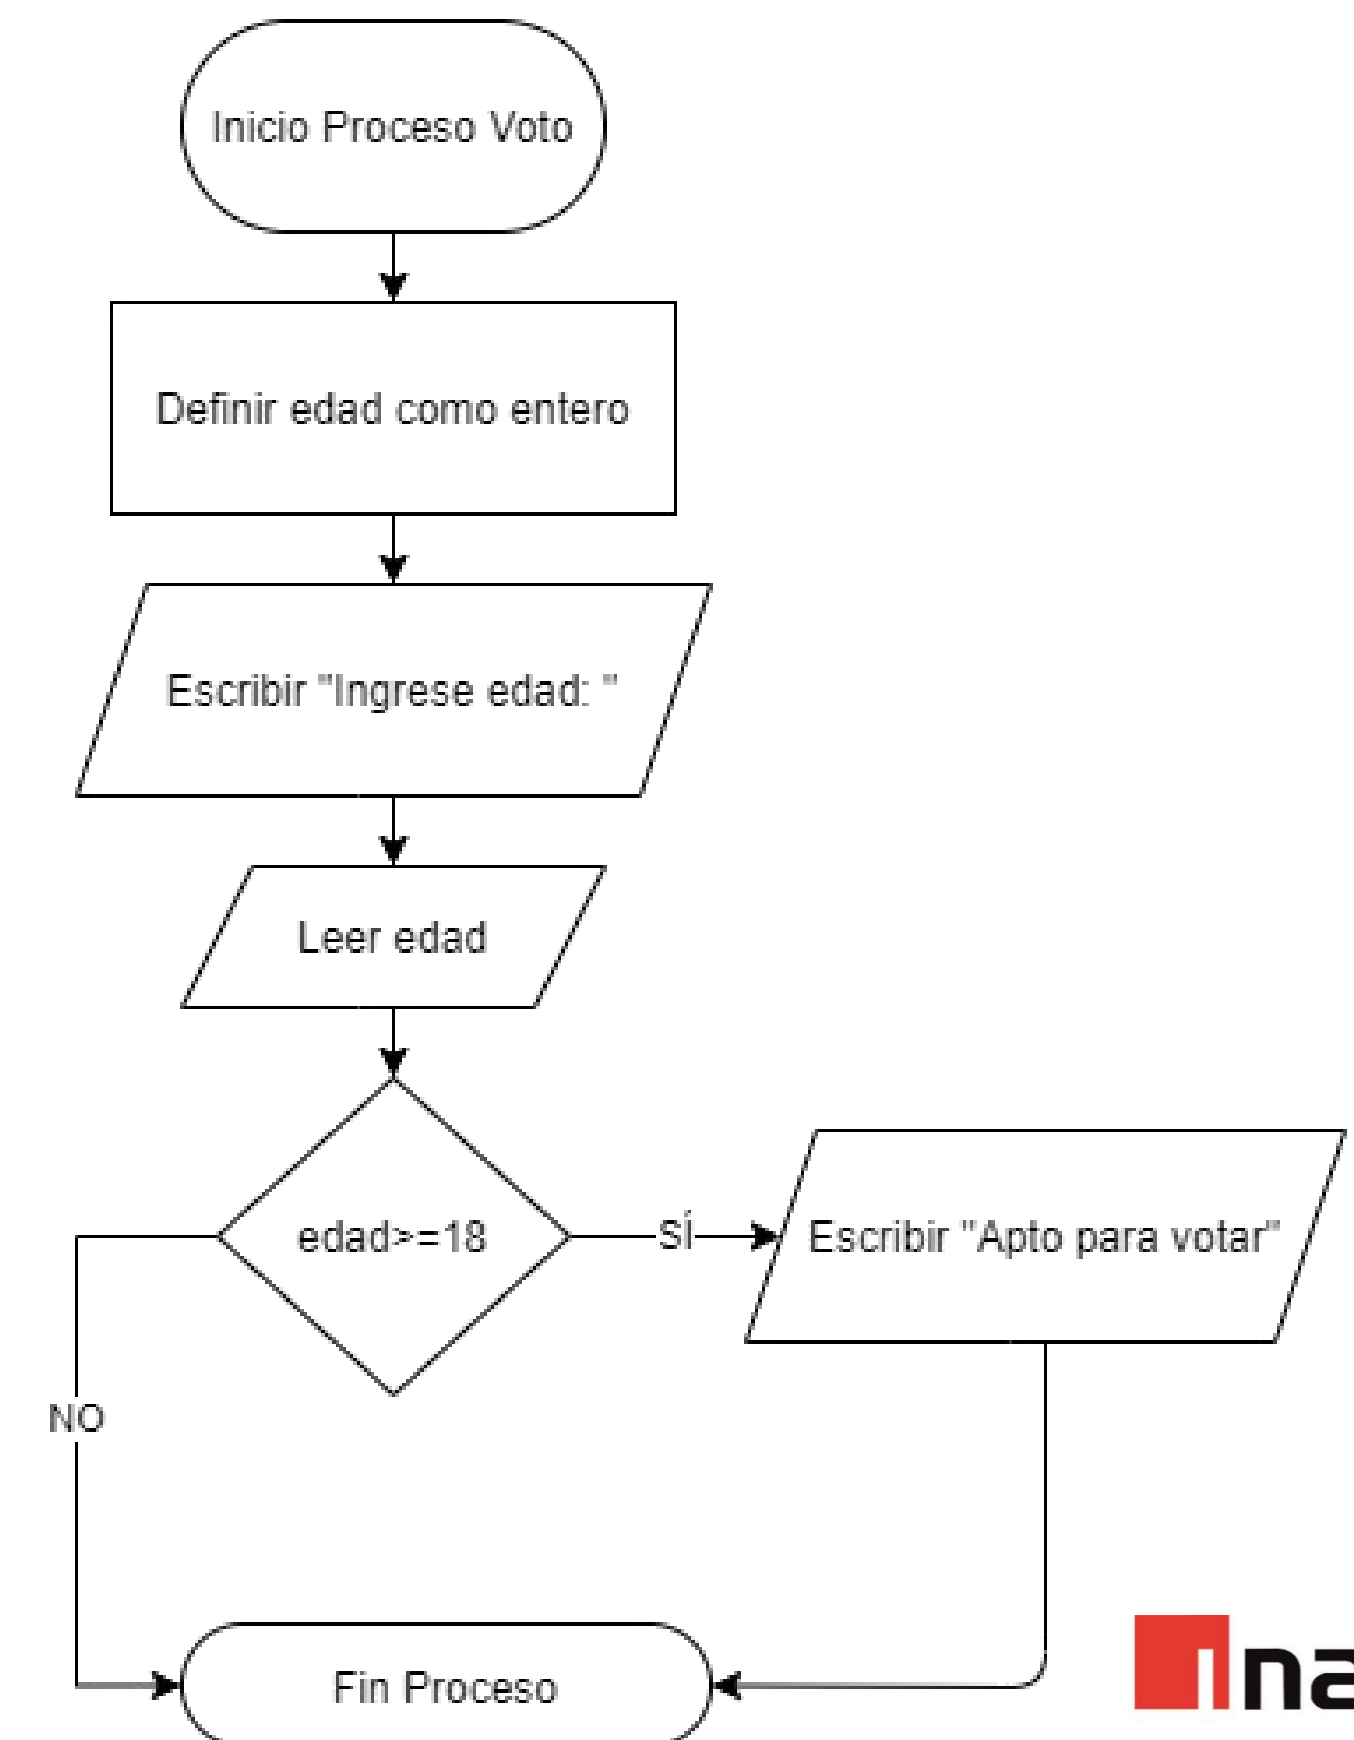 Inicio Proceso Voto
Definir edad como entero
Escribir "Ingrese edad: "
Leer edad
edad>=18
SÍ
Escribir "Apto para votar"
NO
Fin Proceso